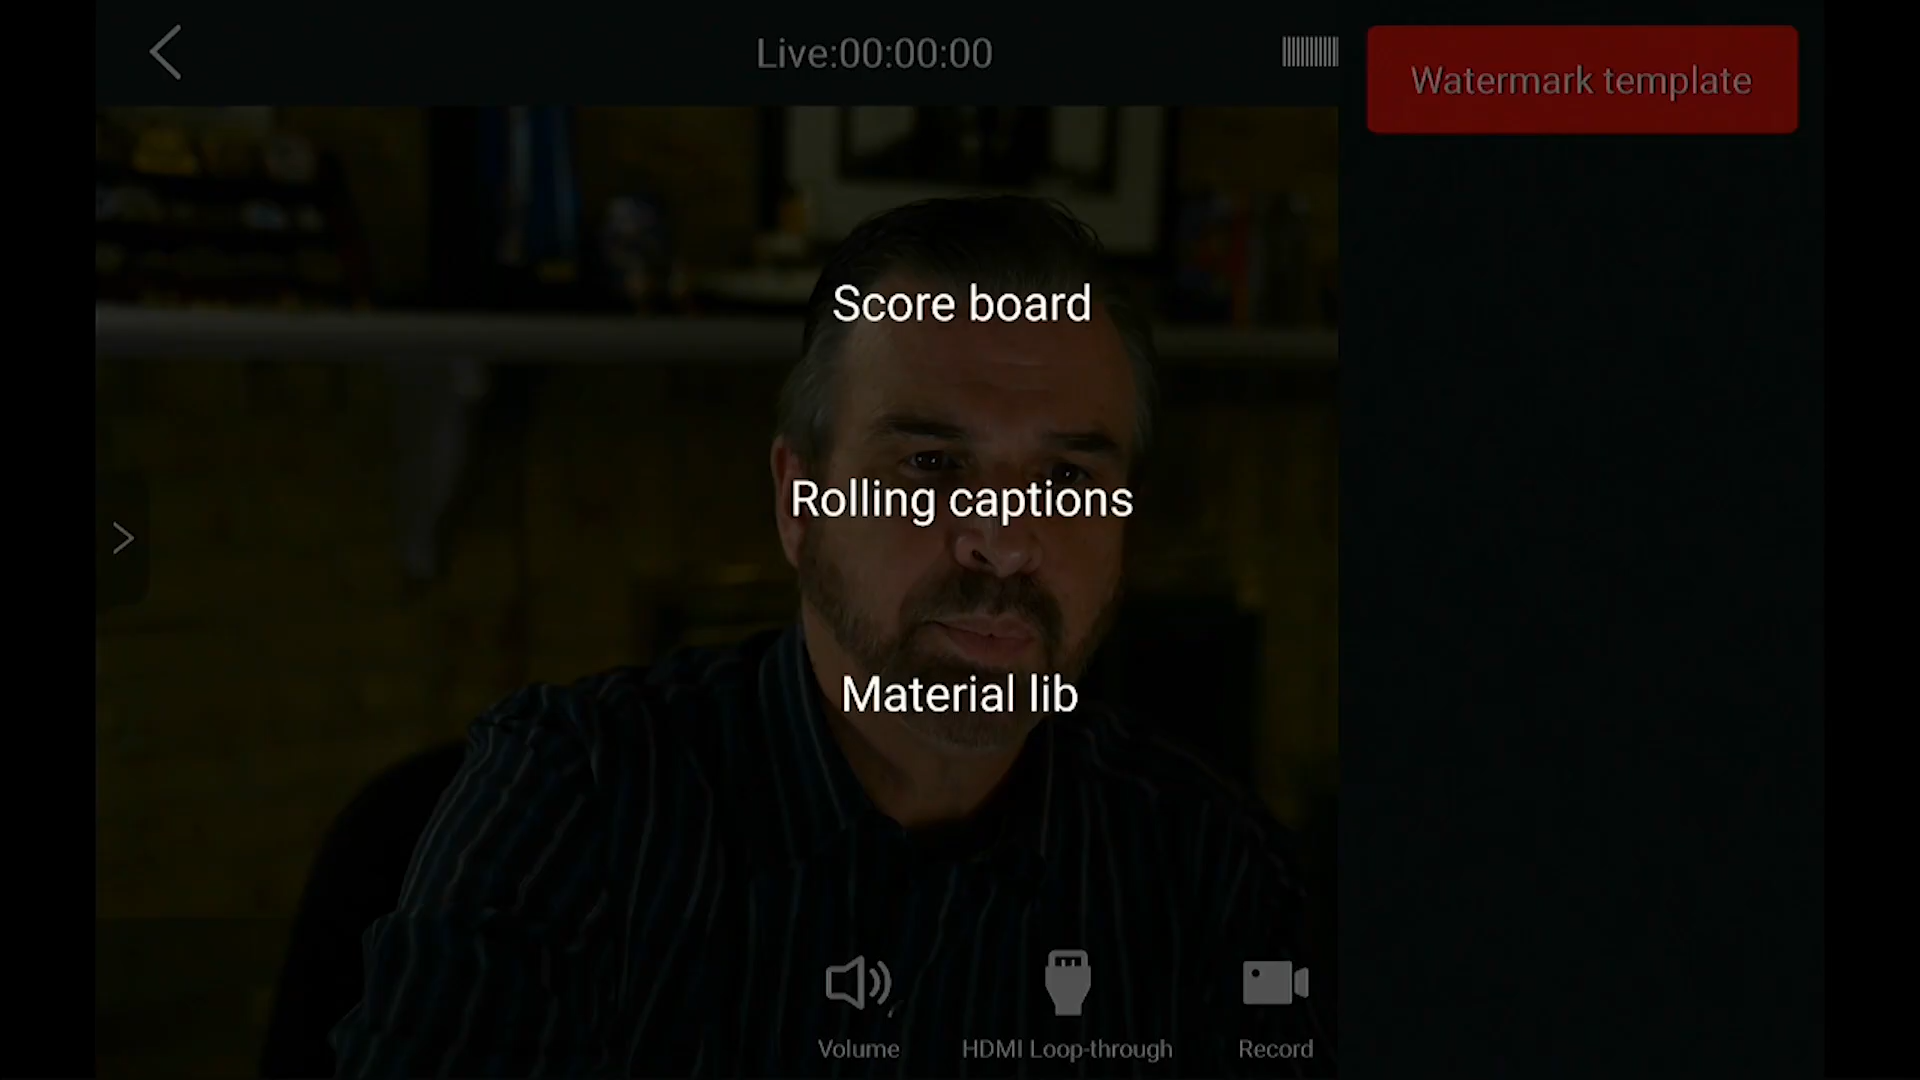 Live:00:00:00
Watermark template
Score board
Rolling captions
Material lib
Volume
HDMI Loop-through
Record